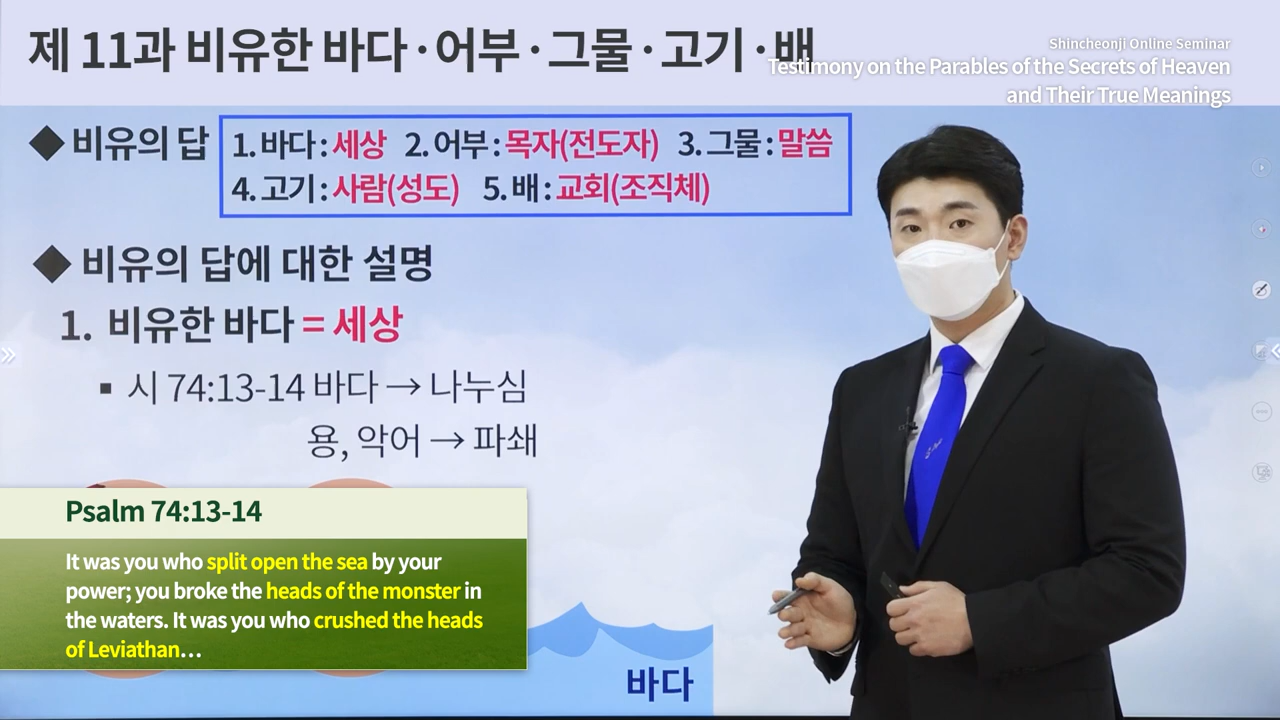 제 11과 비유한 바다·어부·그물·고기·배
Shincheonji Online Seminar
Testimony on the Parables of the Secrets of Heaven
and Their True Meanings
◆ 비유의 답
1. 바다 : 세상 2. 어부 : 목자(전도자) 3. 그물 : 말씀
4. 고기 : 사람(성도) 5. 배 : 교회(조직체)
◆ 비유의 답에 대한 설명
1. 비유한 바다 = 세상
▪ 시 74:13-14 바다 → 나누심
용, 악어 → 파쇄
Psalm 74:13-14
It was you who split open the sea by your
power; you broke the heads of the monster in
the waters. It was you who crushed the heads
of Leviathan…
바다